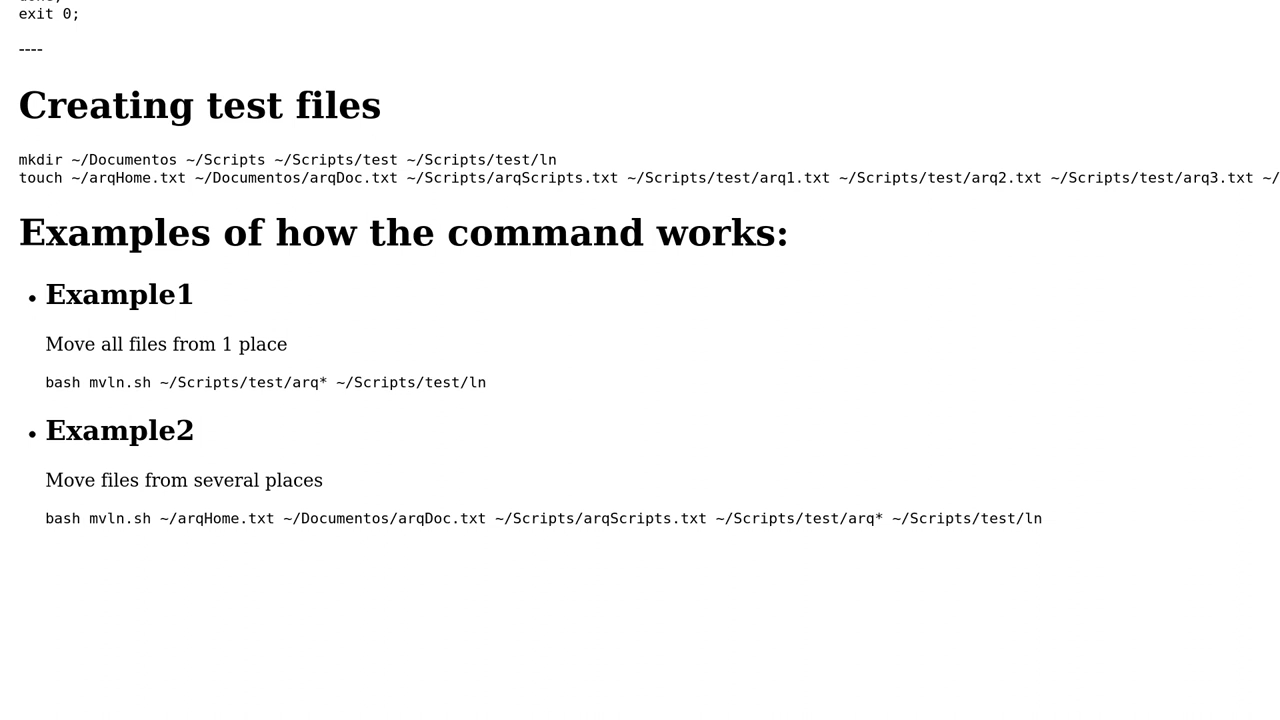 exit 0;
----
Creating test files
mkdir ~/Documentos ~/Scripts ~/Scripts/test ~/Scripts/test/ln
touch ~/arqHome.txt ~/Documentos/arqDoc.txt ~/Scripts/arqScripts.txt ~/Scripts/test/arq1.txt ~/Scripts/test/arq2.txt ~/Scripts/test/arq3.txt ~/
Examples of how the command works:
• Example1
Move all files from 1 place
bash mvln.sh ~/Scripts/test/arq* ~/Scripts/test/ln
• Example2
Move files from several places
bash mvln.sh ~/arqHome.txt ~/Documentos/arqDoc.txt ~/Scripts/arqScripts.txt ~/Scripts/test/arq* ~/Scripts/test/ln